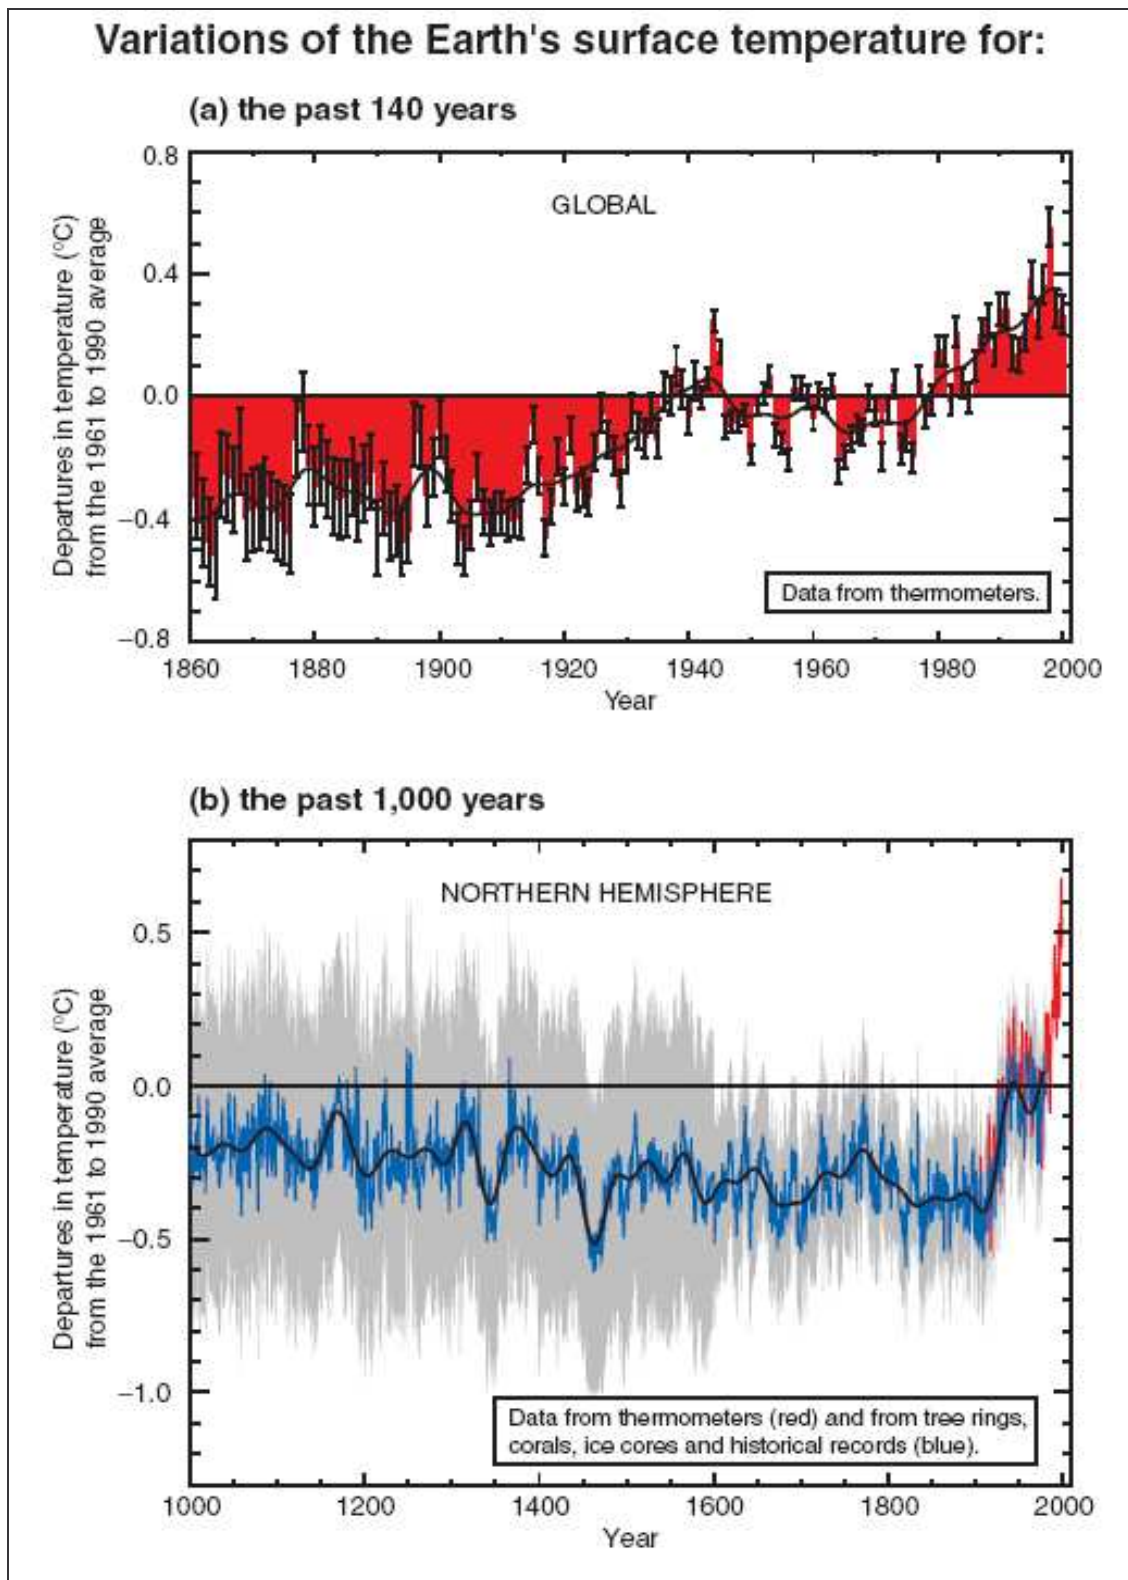 Variations of the Earth's surface temperature for:
(a) the past 140 years
GLOBAL
Departures in temperature (°C)
from the 1961 to 1990 average
0.8
0.4
0.0
−0.4
−0.8
Data from thermometers.
1860 1880 1900 1920 1940 1960 1980 2000
Year
(b) the past 1,000 years
NORTHERN HEMISPHERE
Departures in temperature (°C)
from the 1961 to 1990 average
0.5
0.0
−0.5
−1.0
Data from thermometers (red) and from tree rings,
corals, ice cores and historical records (blue).
1000 1200 1400 1600 1800 2000
Year